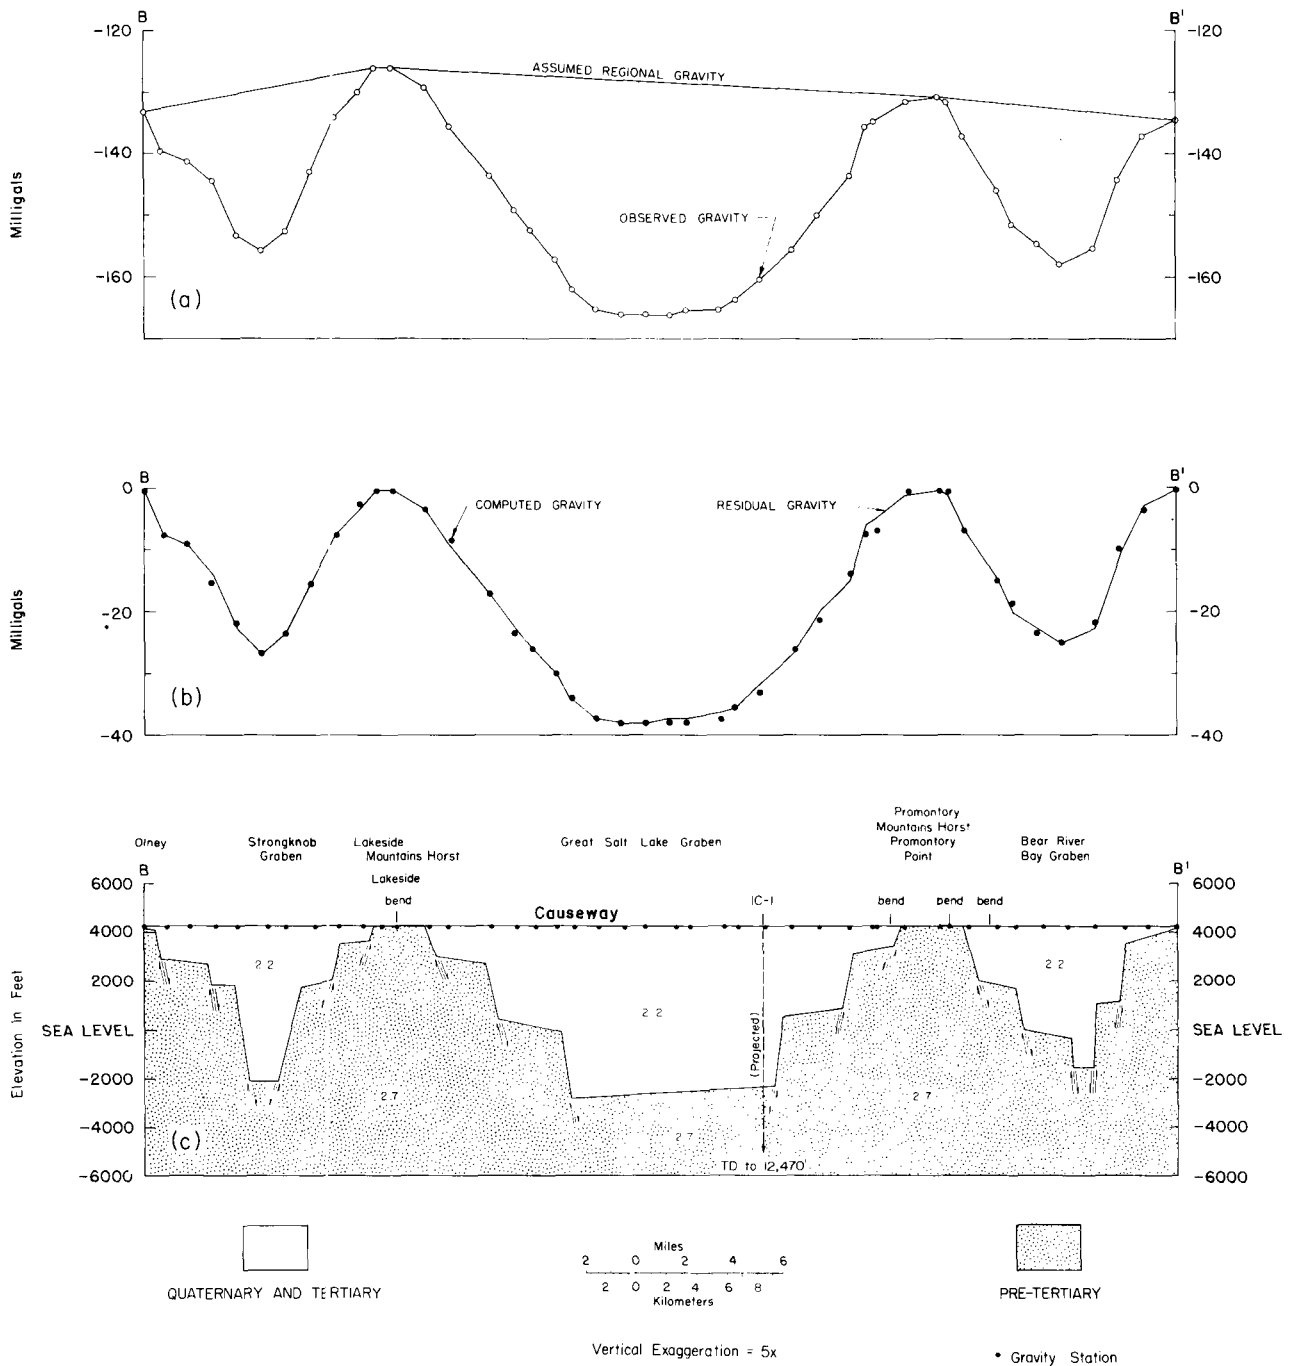 B
B'
-120
-120
ASSUMED REGIONAL GRAVITY
-140
-140
Milligals
OBSERVED GRAVITY
-160
-160
(a)
B
B'
0
0
COMPUTED GRAVITY
RESIDUAL GRAVITY
-20
-20
Milligals
(b)
-40
-40
Olney
Strongknob
Graben
Lakeside
Mountains Horst
Great Salt Lake Graben
Promontory
Mountains Horst
Promontory
Point
Bear River
Bay Graben
B
B'
6000
Lakeside
bend
Causeway
IC-1
bend
bend
bend
6000
4000
4000
2.2
2.2
2000
2000
2.2
SEA LEVEL
SEA LEVEL
Elevation in Feet
(Projected)
-2000
-2000
2.7
2.7
-4000
-4000
(c)
2.7
TD to 12,470
-6000
-6000
QUATERNARY AND TERTIARY
Miles
2 0 2 4 6
2 0 2 4 6 8
Kilometers
PRE-TERTIARY
Vertical Exaggeration = 5x
• Gravity Station